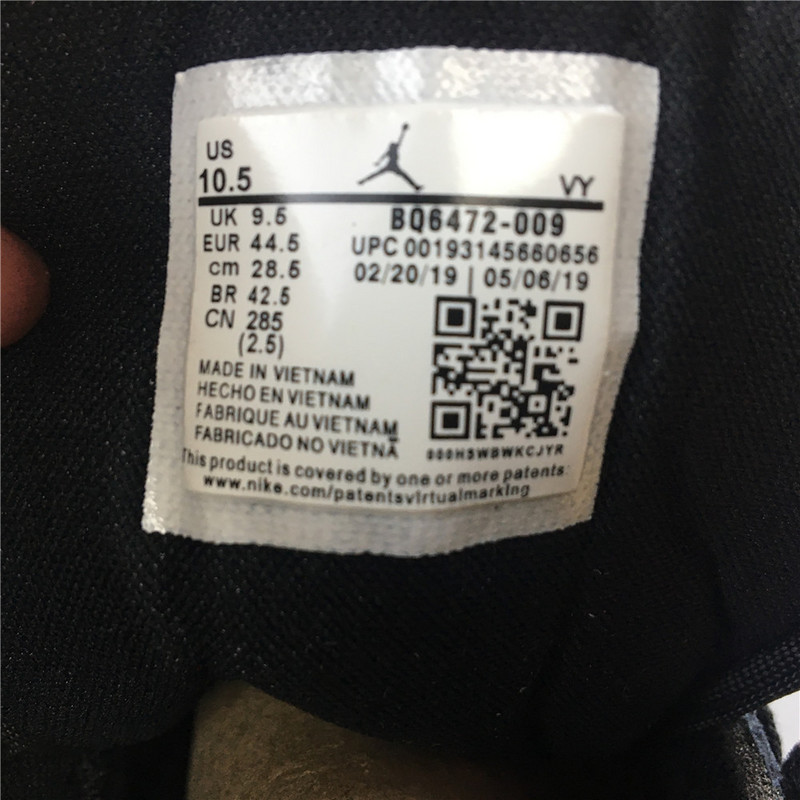 US
10.5 VY
UK 9.5 BQ6472-009
EUR 44.5 UPC 00193145660656
cm 28.5 02/20/19 | 05/06/19
BR 42.5
CN 285
(2.5)
MADE IN VIETNAM
HECHO EN VIETNAM
FABRIQUE AU VIETNAM
FABRICADO NO VIETNÃ
000H5WBWKCJYR
This product is covered by one or more patents:
www.nike.com/patentsvirtualmarking